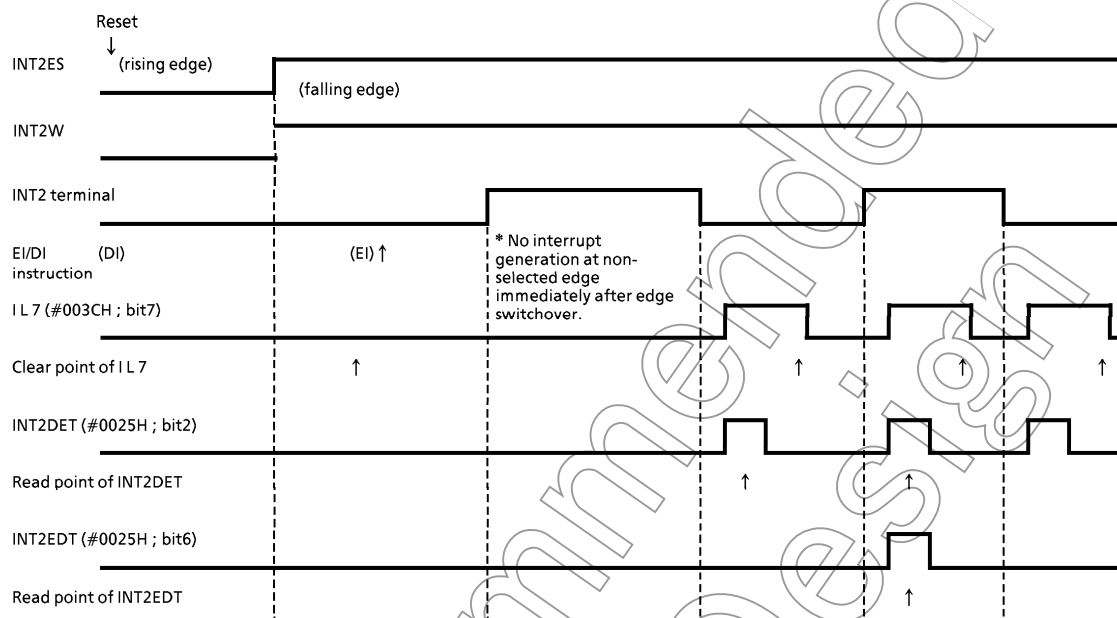 Reset
INT2ES
(rising edge)
(falling edge)
INT2W
INT2 terminal
EI/DI (DI) (EI)
instruction
* No interrupt
generation at non-
selected edge
immediately after edge
switchover.
I L 7 (#003CH ; bit7)
Clear point of I L 7
INT2DET (#0025H ; bit2)
Read point of INT2DET
INT2EDT (#0025H ; bit6)
Read point of INT2EDT